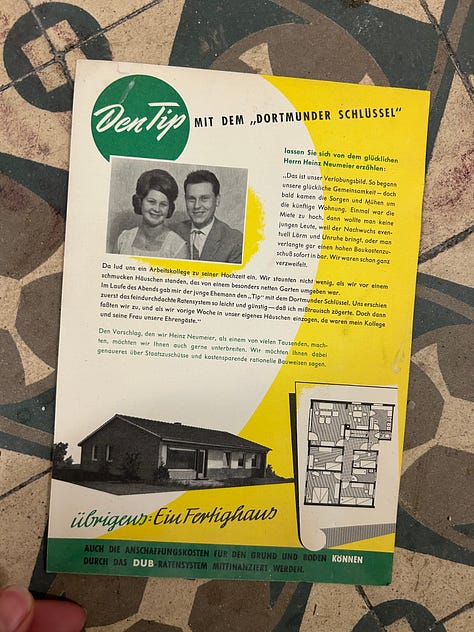 Den Tip MIT DEM „DORTMUNDER SCHLÜSSEL"
lassen Sie sich von dem glücklichen
Herrn Heinz Neumeier erzählen:
„Das ist unser Verlobungsbild. So begann
unsere glückliche Gemeinsamkeit – doch
bald kamen die Sorgen und Mühen um
die künftige Wohnung. Einmal war die
Miete zu hoch, dann wollte man keine
jungen Leute, weil der Nachwuchs even-
tuell Lärm und Unruhe bringt, oder man
verlangte gar einen hohen Baukostenzu-
schuß sofort in bar. Wir waren schon ganz
verzweifelt.
Da lud uns ein Arbeitskollege zu seiner Hochzeit ein. Wir staunten nicht wenig, als wir vor einem
schmucken Häuschen standen, das von einem besonders netten Garten umgeben war.
Im Laufe des Abends gab mir der junge Ehemann den „Tip" mit dem Dortmunder Schlüssel. Uns erschien
zuerst das feindurchdachte Ratensystem so leicht und günstig – daß ich mißtrauisch zögerte. Doch dann
faßten wir zu, und als wir vorige Woche in unser eigenes Häuschen einzogen, da waren mein Kollege
und seine Frau unsere Ehrengäste."
Den Vorschlag, den wir Heinz Neumeier, als einem von vielen Tausenden, mach-
ten, möchten wir Ihnen auch gerne unterbreiten. Wir möchten Ihnen dabei
genaueres über Staatszuschüsse und kostensparende rationelle Bauweisen sagen.
übrigens: Ein Fertighaus
AUCH DIE ANSCHAFFUNGSKOSTEN FÜR DEN GRUND UND BODEN KÖNNEN
DURCH DAS DUB-RATENSYSTEM MITFINANZIERT WERDEN.